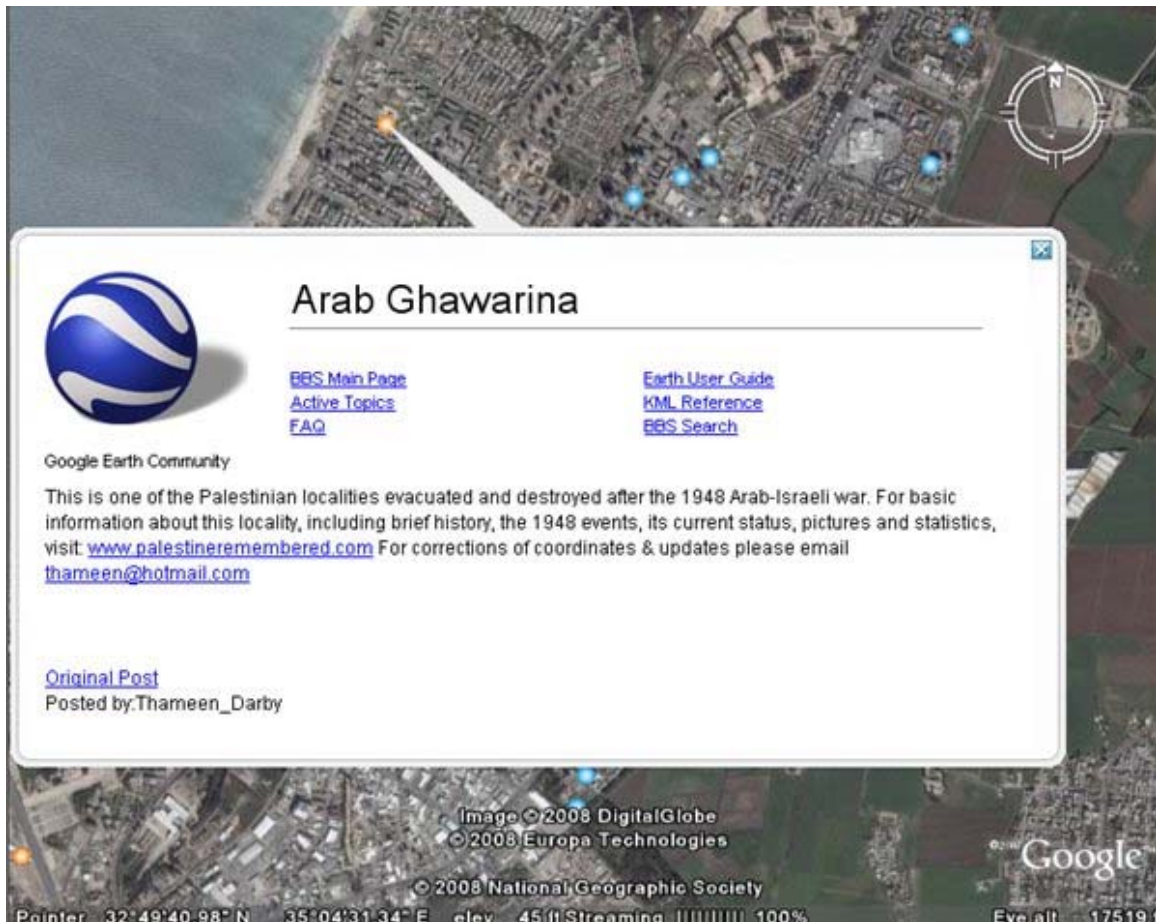 N
Arab Ghawarina
BBS Main Page
Active Topics
FAQ
Earth User Guide
KML Reference
BBS Search
Google Earth Community
This is one of the Palestinian localities evacuated and destroyed after the 1948 Arab-Israeli war. For basic
information about this locality, including brief history, the 1948 events, its current status, pictures and statistics,
visit: www.palestineremembered.com For corrections of coordinates & updates please email
thameen@hotmail.com
Original Post
Posted by:Thameen_Darby
Image © 2008 DigitalGlobe
© 2008 Europa Technologies
Google
© 2008 National Geographic Society
Pointer 32°49'40.98" N 35°04'31.34" E elev 45 ft Streaming ||||||||| 100% Eye alt 7519